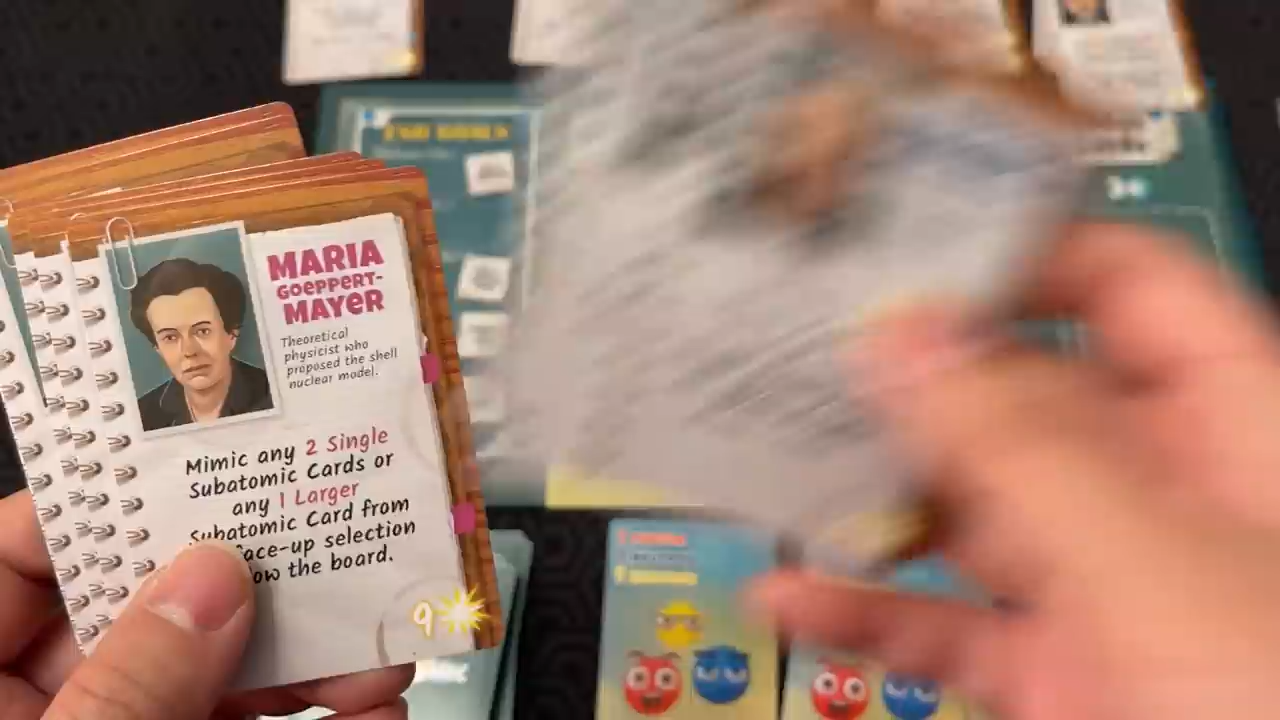 MARIA
GOEPPERT-
MAYER
Theoretical
physicist who
proposed the shell
nuclear model.
Mimic any 2 Single
Subatomic Cards or
any 1 Larger
Subatomic Card from
face-up selection
the board.
9